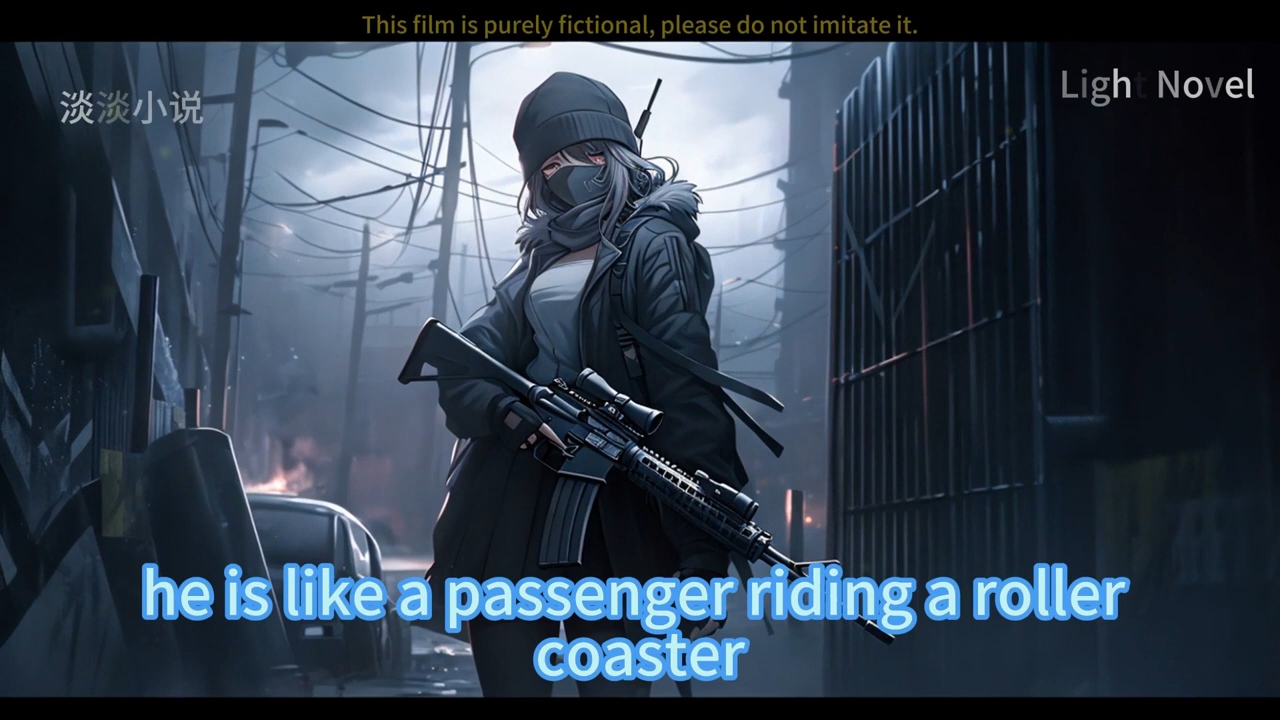 This film is purely fictional, please do not imitate it.
淡淡小说
Light Novel
he is like a passenger riding a roller
coaster